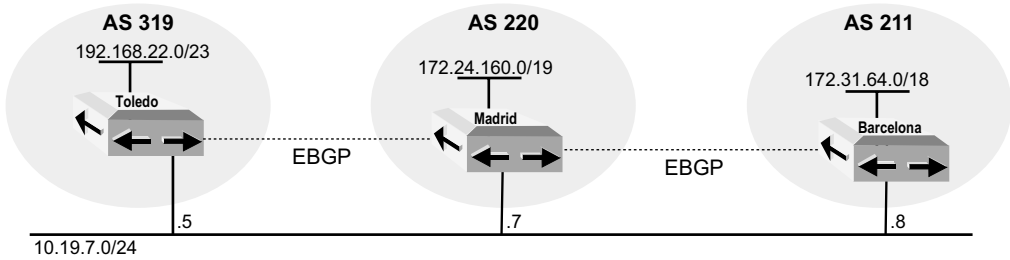 AS 319
AS 220
AS 211
192.168.22.0/23
172.24.160.0/19
172.31.64.0/18
Toledo
Madrid
Barcelona
EBGP
EBGP
.5
.7
.8
10.19.7.0/24